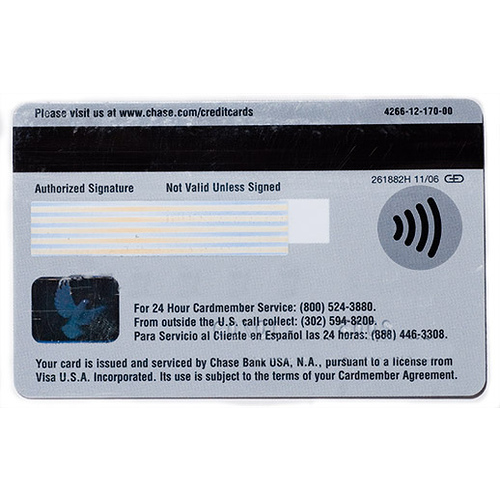 Please visit us at www.chase.com/creditcards 4266-12-170-00
261882H 11/06
Authorized Signature Not Valid Unless Signed
For 24 Hour Cardmember Service: (800) 524-3880.
From outside the U.S. call collect: (302) 594-8200.
Para Servicio al Cliente en Español las 24 horas: (888) 446-3308.
Your card is issued and serviced by Chase Bank USA, N.A., pursuant to a license from
Visa U.S.A. Incorporated. Its use is subject to the terms of your Cardmember Agreement.